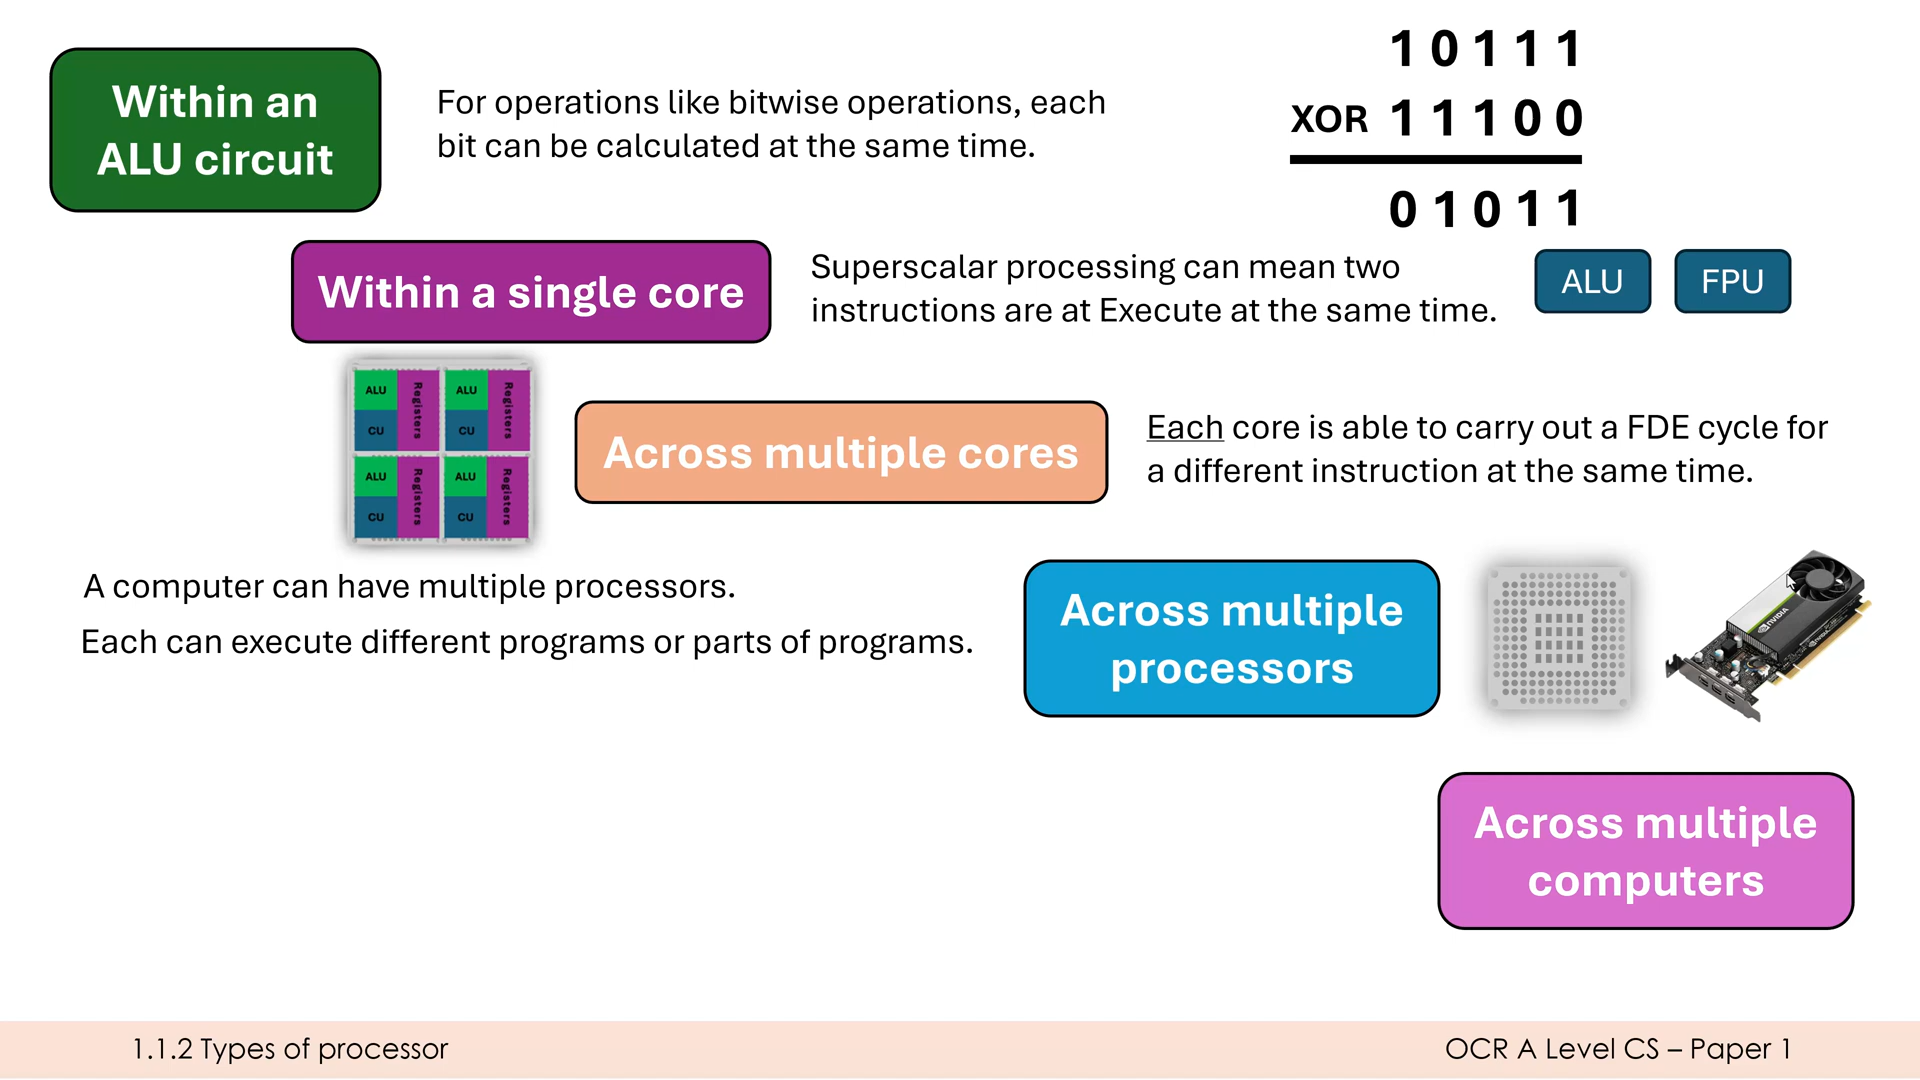 Within an
ALU circuit
For operations like bitwise operations, each
bit can be calculated at the same time.
1 0 1 1 1
XOR 1 1 1 0 0
0 1 0 1 1
Within a single core
Superscalar processing can mean two
instructions are at Execute at the same time.
ALU
FPU
ALU
Registers
CU
ALU
Registers
CU
ALU
Registers
CU
ALU
Registers
CU
Across multiple cores
Each core is able to carry out a FDE cycle for
a different instruction at the same time.
A computer can have multiple processors.
Each can execute different programs or parts of programs.
Across multiple
processors
NVIDIA
NVIDIA
Across multiple
computers
1.1.2 Types of processor
OCR A Level CS – Paper 1